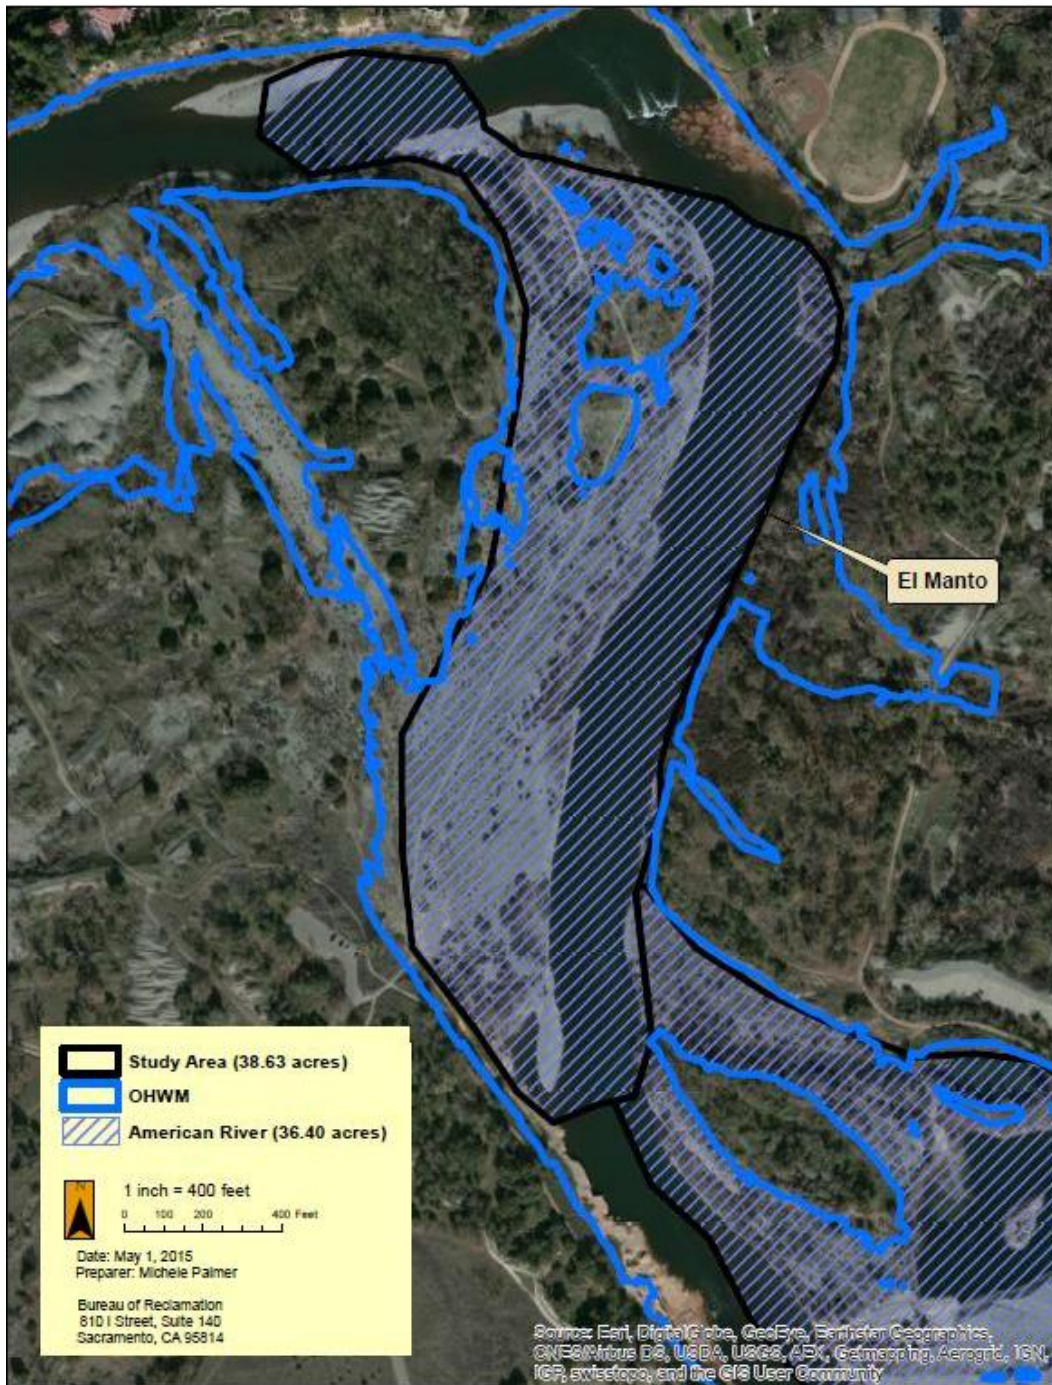 El Manto
Study Area (38.63 acres)
OHWM
American River (36.40 acres)
N
1 inch = 400 feet
0 100 200 400 Feet
Date: May 1, 2015
Preparer: Michele Palmer
Bureau of Reclamation
810 I Street, Suite 140
Sacramento, CA 95814
Source: Esri, DigitalGlobe, GeoEye, Earthstar Geographics,
CNES/Airbus DS, USDA, USGS, AEX, Getmapping, Aerogrid, IGN,
IGP, swisstopo, and the GIS User Community